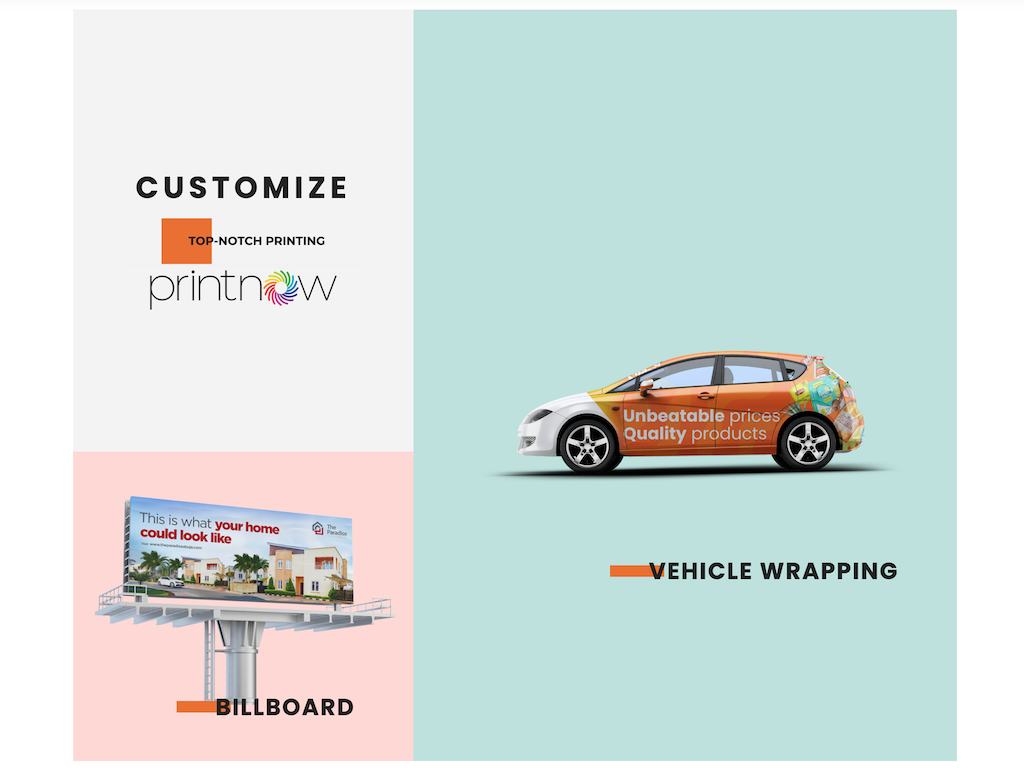 CUSTOMIZE
TOP-NOTCH PRINTING
printnow
Unbeatable prices
Quality products
This is what your home
could look like
The
Paradise
VEHICLE WRAPPING
BILLBOARD